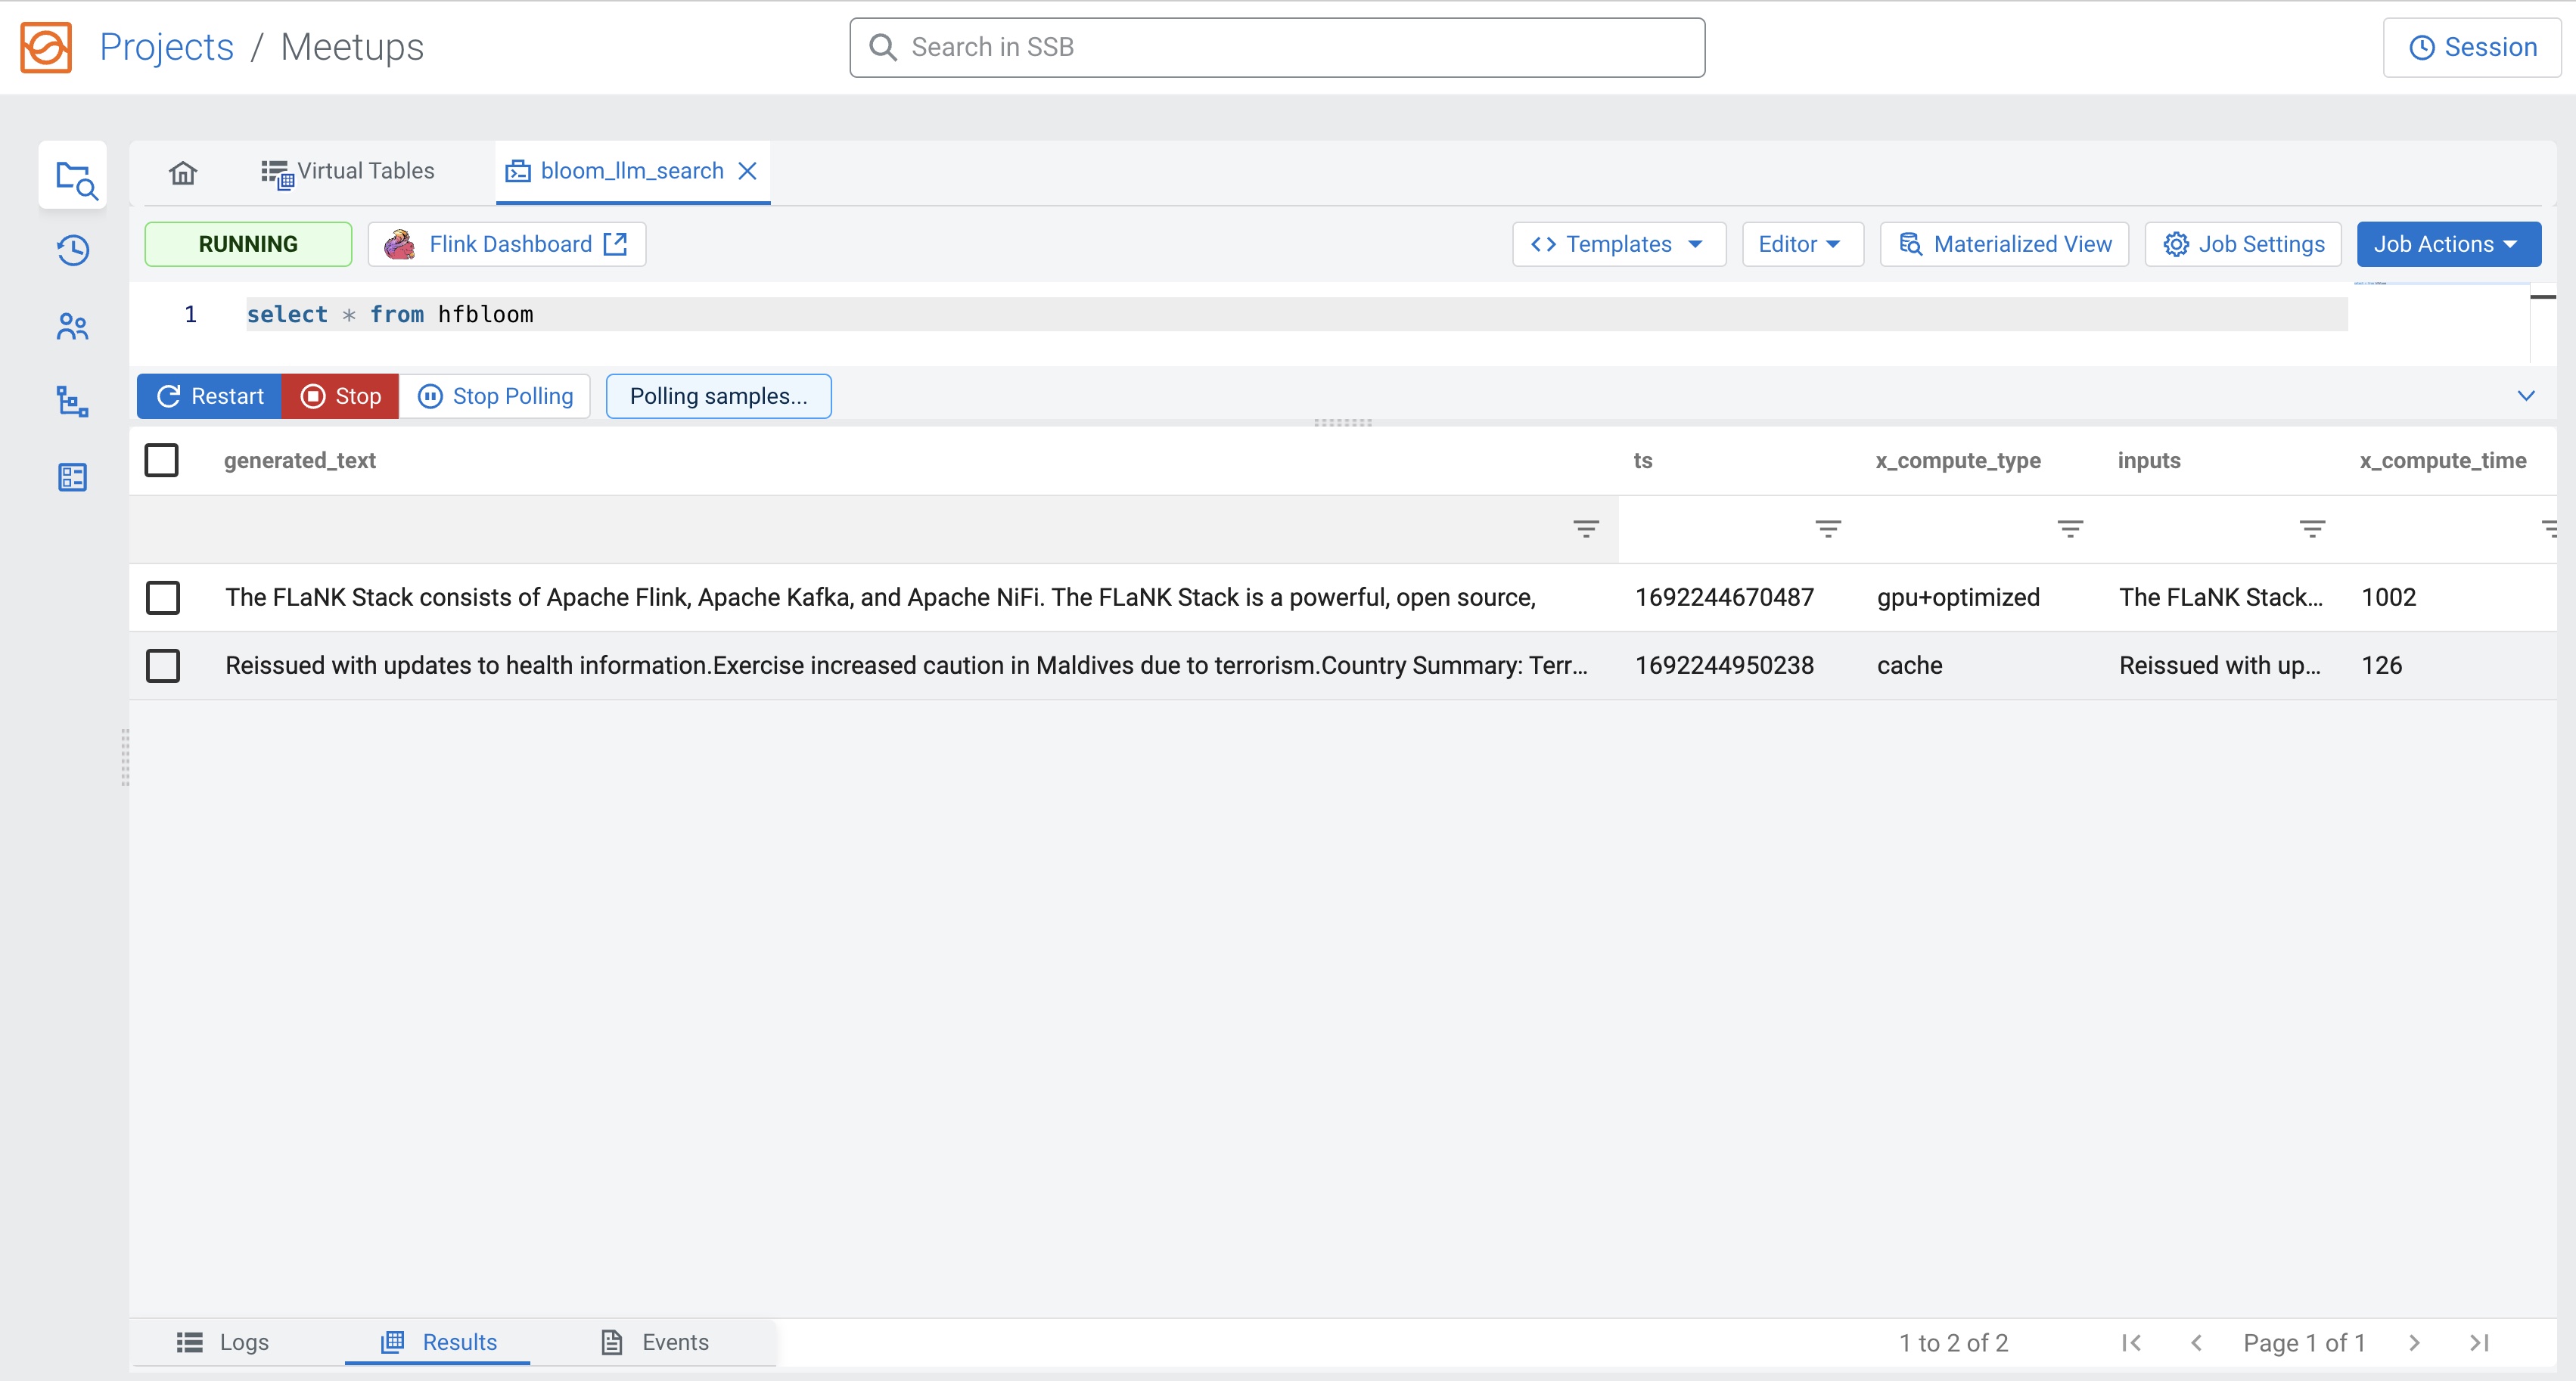 Projects / Meetups
Search in SSB
Session
Virtual Tables
bloom_llm_search
RUNNING
Flink Dashboard
Templates
Editor
Materialized View
Job Settings
Job Actions
1 select * from hfbloom
Restart
Stop
Stop Polling
Polling samples...
generated_text ts x_compute_type inputs x_compute_time
The FLaNK Stack consists of Apache Flink, Apache Kafka, and Apache NiFi. The FLaNK Stack is a powerful, open source, 1692244670487 gpu+optimized The FLaNK Stack... 1002
Reissued with updates to health information.Exercise increased caution in Maldives due to terrorism.Country Summary: Terr... 1692244950238 cache Reissued with up... 126
Logs
Results
Events
1 to 2 of 2
Page 1 of 1